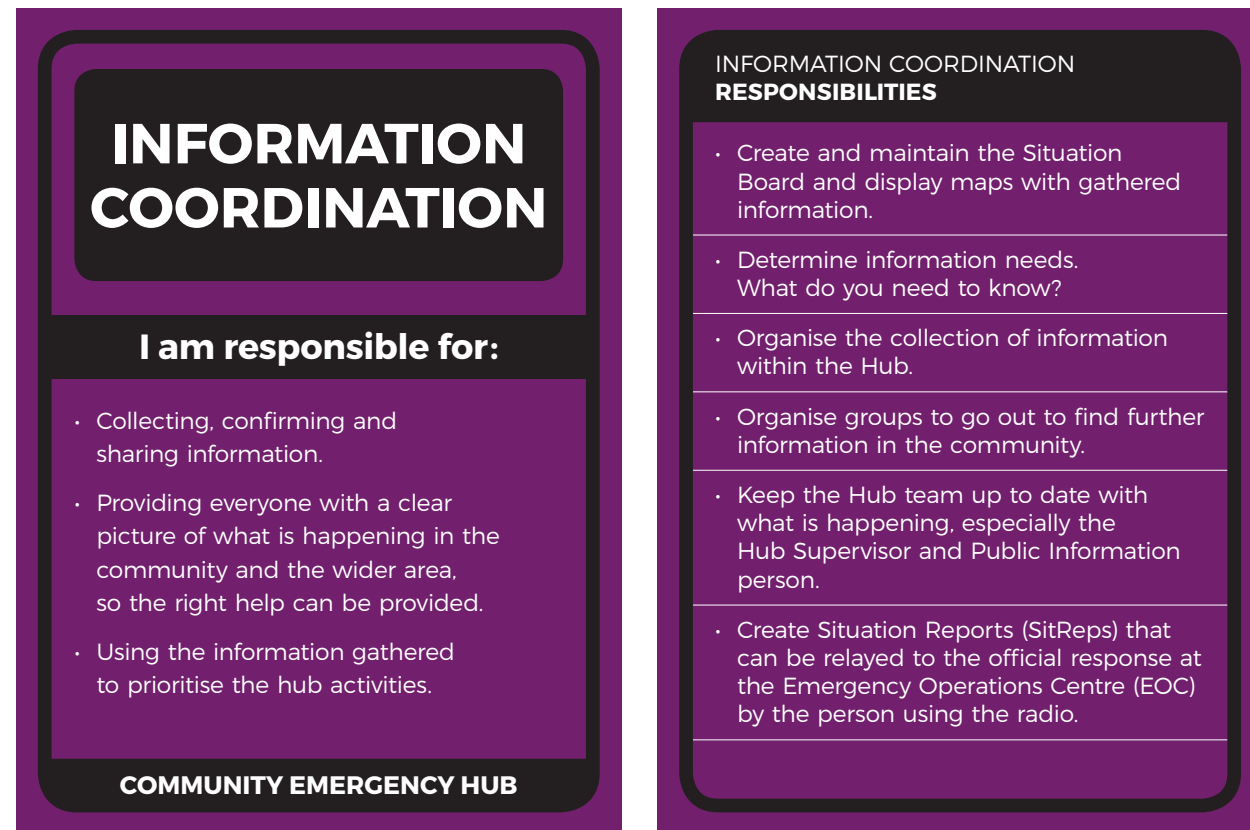 INFORMATION
COORDINATION
I am responsible for:
· Collecting, confirming and
sharing information.
· Providing everyone with a clear
picture of what is happening in the
community and the wider area,
so the right help can be provided.
· Using the information gathered
to prioritise the hub activities.
COMMUNITY EMERGENCY HUB
INFORMATION COORDINATION
RESPONSIBILITIES
· Create and maintain the Situation
Board and display maps with gathered
information.
· Determine information needs.
What do you need to know?
· Organise the collection of information
within the Hub.
· Organise groups to go out to find further
information in the community.
· Keep the Hub team up to date with
what is happening, especially the
Hub Supervisor and Public Information
person.
· Create Situation Reports (SitReps) that
can be relayed to the official response at
the Emergency Operations Centre (EOC)
by the person using the radio.